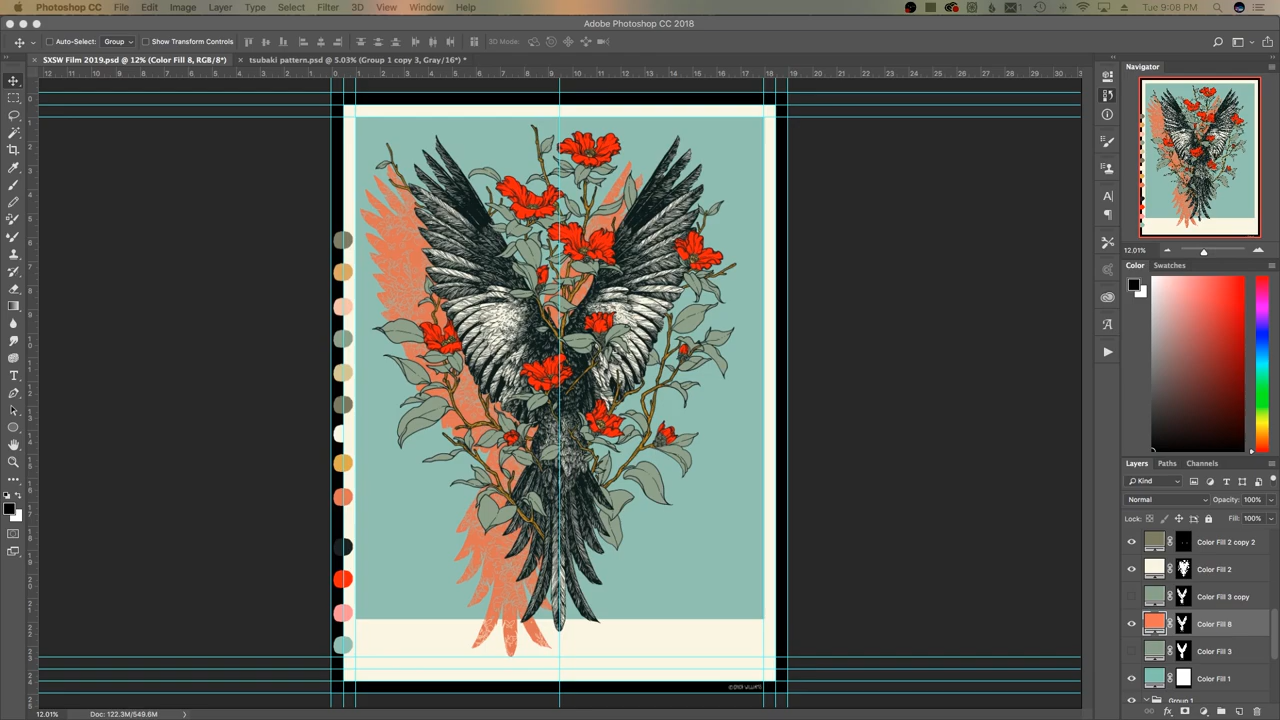 Photoshop CC File Edit Image Layer Type Select Filter 3D View Window Help
1 Tue 9:08 PM
Adobe Photoshop CC 2018
Auto-Select: Group Show Transform Controls 3D Mode:
× SXSW Film 2019.psd @ 12% (Color Fill 8, RGB/8*) × tsubaki pattern.psd @ 5.03% (Group 1 copy 3, Gray/16*) *
Navigator
12.01%
Color Swatches
Layers Paths Channels
Kind
Normal Opacity: 100%
Lock: Fill: 100%
Color Fill 2 copy 2
Color Fill 2
Color Fill 3 copy
Color Fill 8
Color Fill 3
Color Fill 1
Group 1
12.01% Doc: 122.3M/549.6M